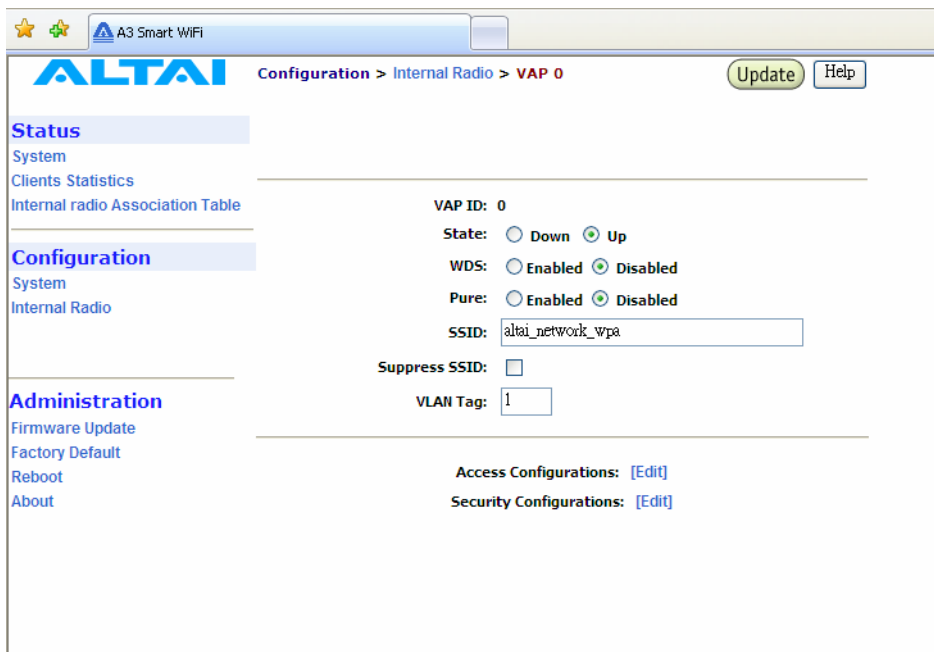 A3 Smart WiFi
ALTAI
Configuration > Internal Radio > VAP 0
Update
Help
Status
System
Clients Statistics
Internal radio Association Table
Configuration
System
Internal Radio
Administration
Firmware Update
Factory Default
Reboot
About
VAP ID: 0
State: Down Up
WDS: Enabled Disabled
Pure: Enabled Disabled
SSID: altai_network_wpa
Suppress SSID:
VLAN Tag: 1
Access Configurations: [Edit]
Security Configurations: [Edit]